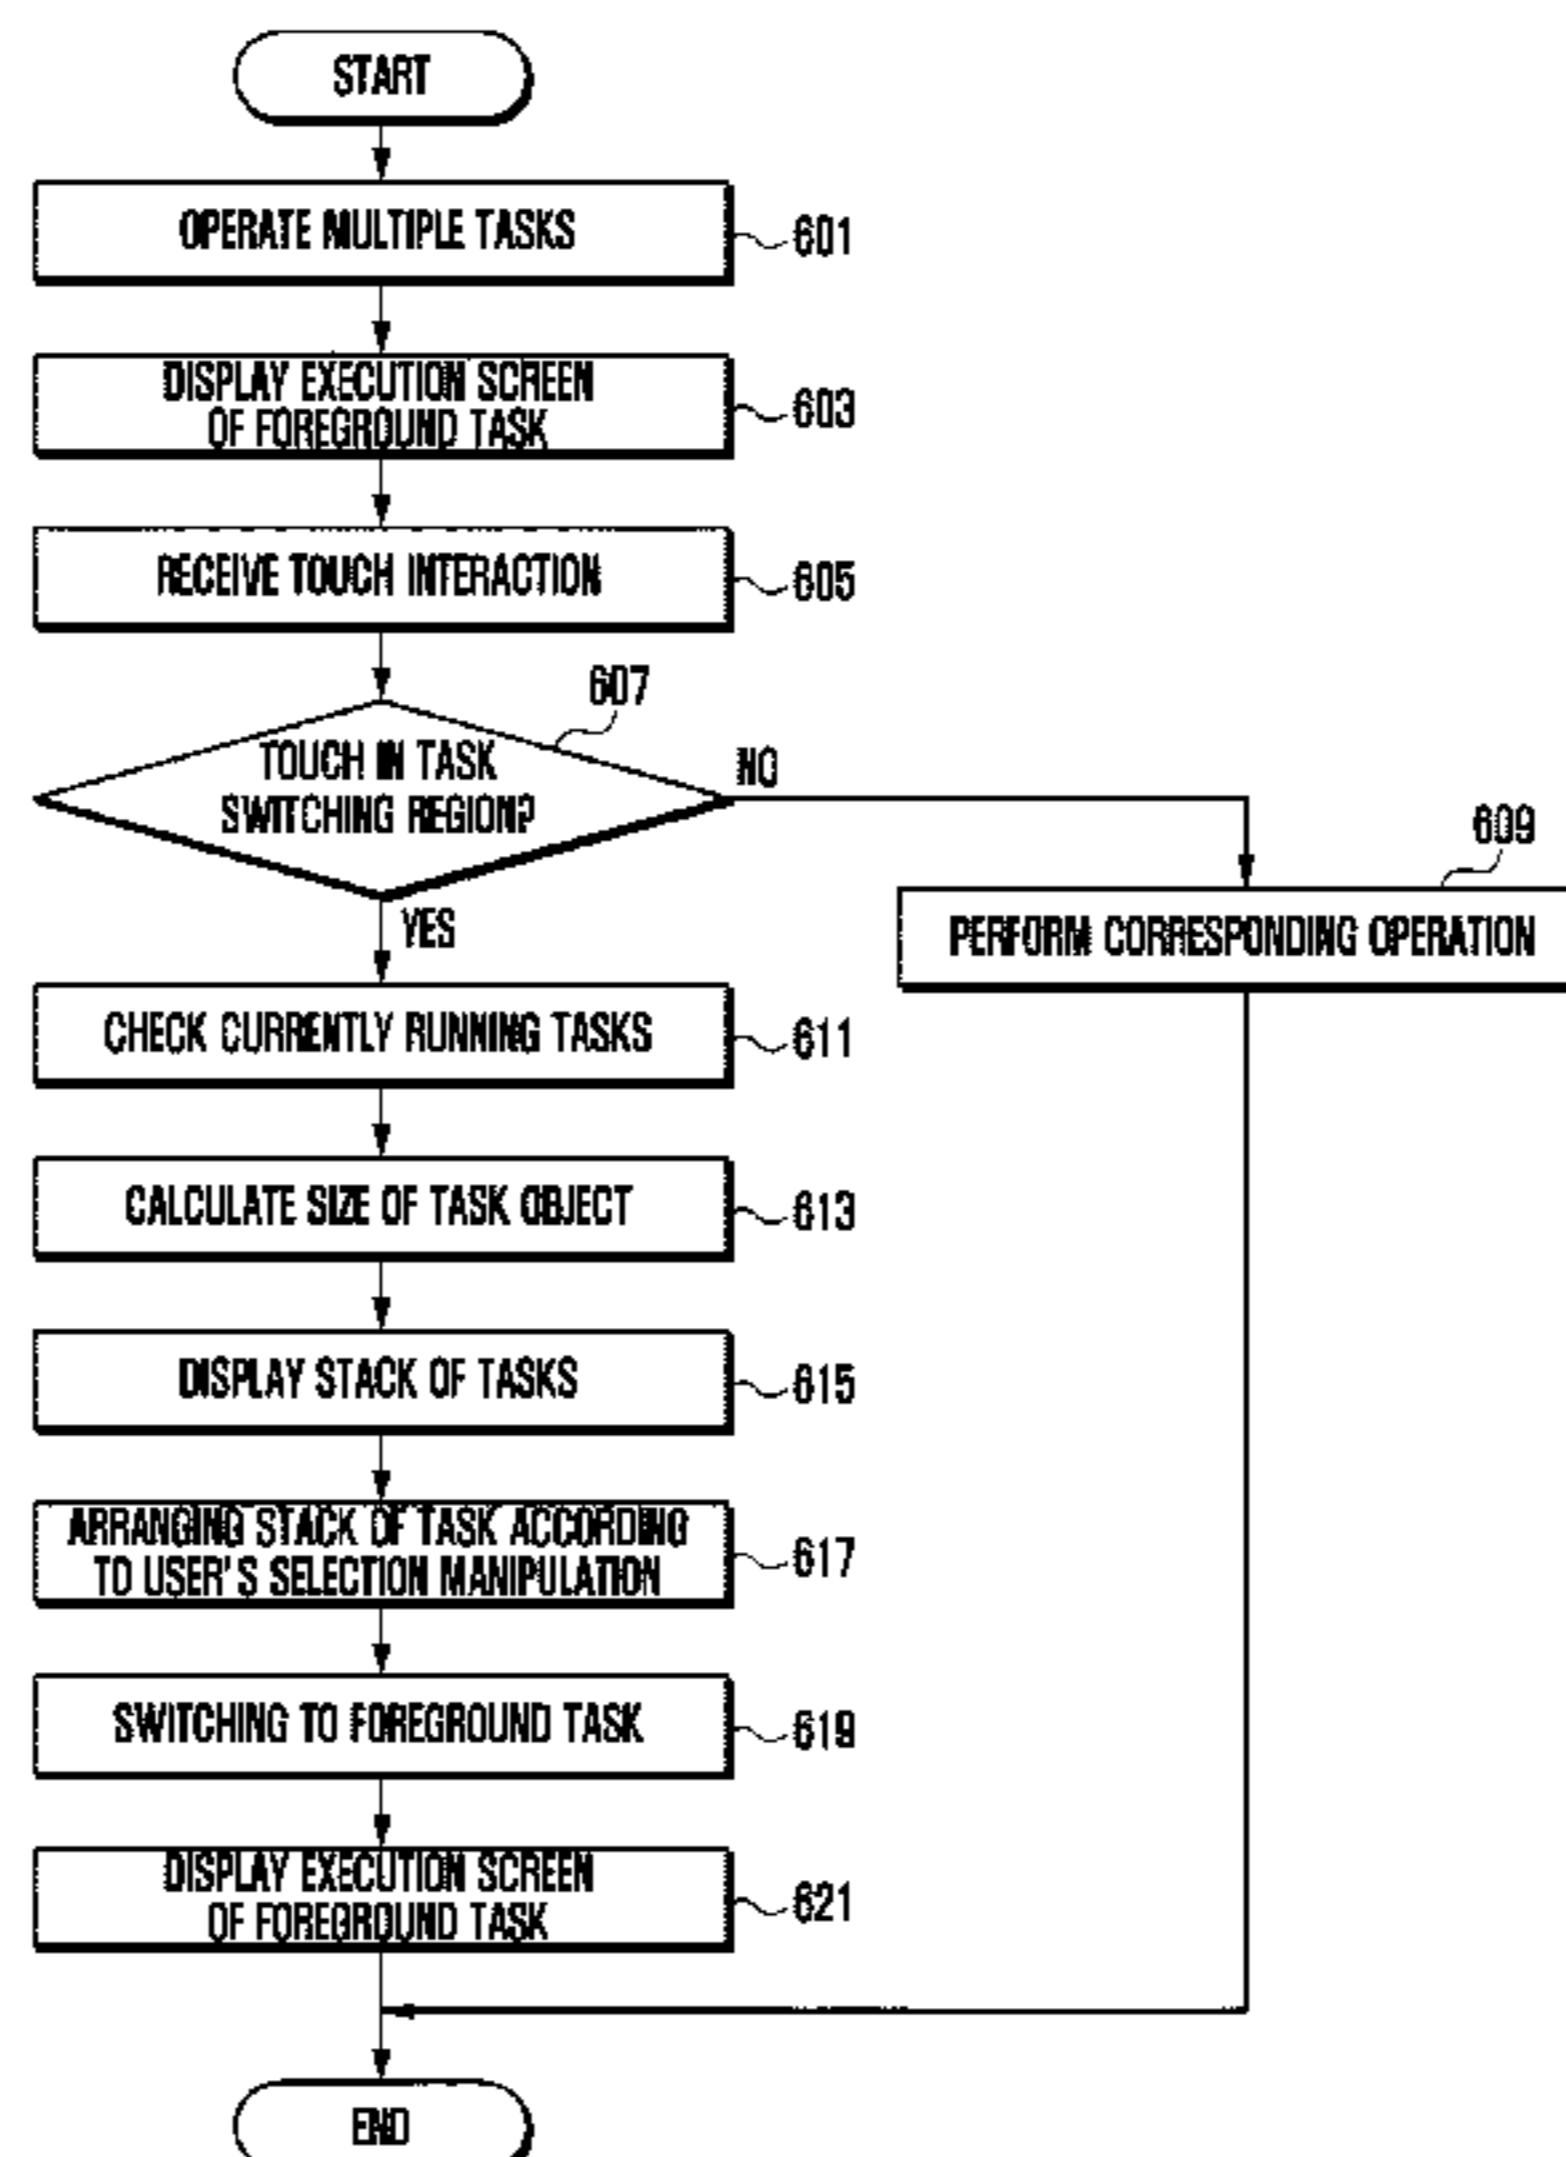 START
OPERATE MULTIPLE TASKS
601
DISPLAY EXECUTION SCREEN
OF FOREGROUND TASK
603
RECEIVE TOUCH INTERACTION
605
607
TOUCH IN TASK
SWITCHING REGION?
NO
YES
609
PERFORM CORRESPONDING OPERATION
CHECK CURRENTLY RUNNING TASKS
611
CALCULATE SIZE OF TASK OBJECT
613
DISPLAY STACK OF TASKS
615
ARRANGING STACK OF TASK ACCORDING
TO USER'S SELECTION MANIPULATION
617
SWITCHING TO FOREGROUND TASK
619
DISPLAY EXECUTION SCREEN
OF FOREGROUND TASK
621
END